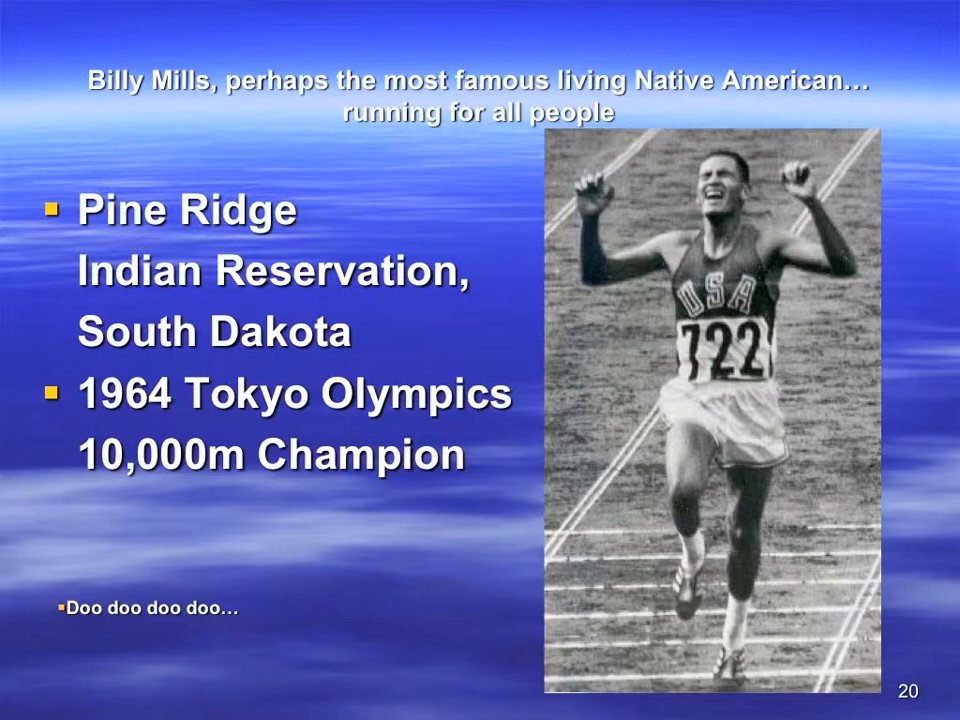 Billy Mills, perhaps the most famous living Native American…
running for all people
▪ Pine Ridge
Indian Reservation,
South Dakota
▪ 1964 Tokyo Olympics
10,000m Champion
USA
722
▪Doo doo doo doo…
20